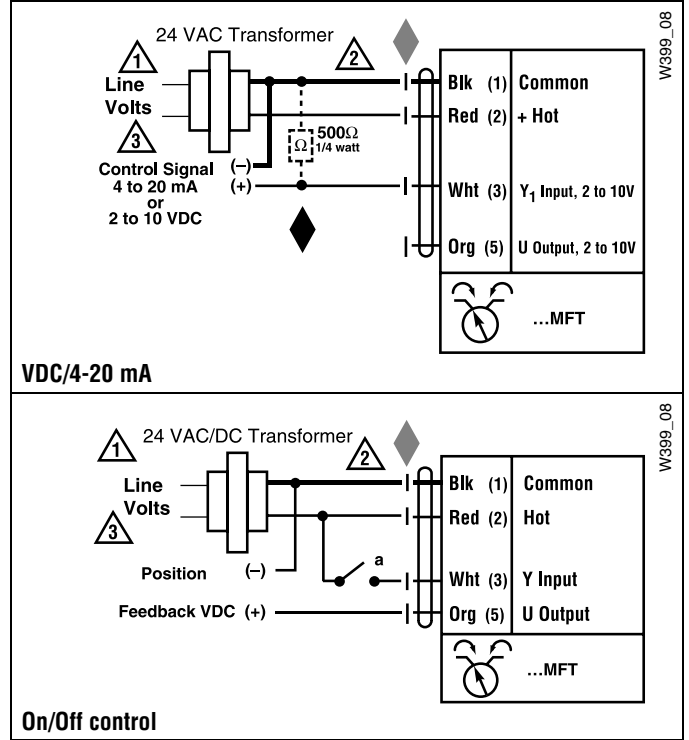 24 VAC Transformer
1
2
Line
Volts
3
Control Signal
4 to 20 mA
or
2 to 10 VDC
(–)
(+)
Ω
500Ω
1/4 watt
Blk (1) Common
Red (2) + Hot
Wht (3) Y₁ Input, 2 to 10V
Org (5) U Output, 2 to 10V
...MFT
W399_08
VDC/4-20 mA
24 VAC/DC Transformer
1
2
Line
Volts
3
Position (–)
Feedback VDC (+)
a
Blk (1) Common
Red (2) Hot
Wht (3) Y Input
Org (5) U Output
...MFT
W399_08
On/Off control